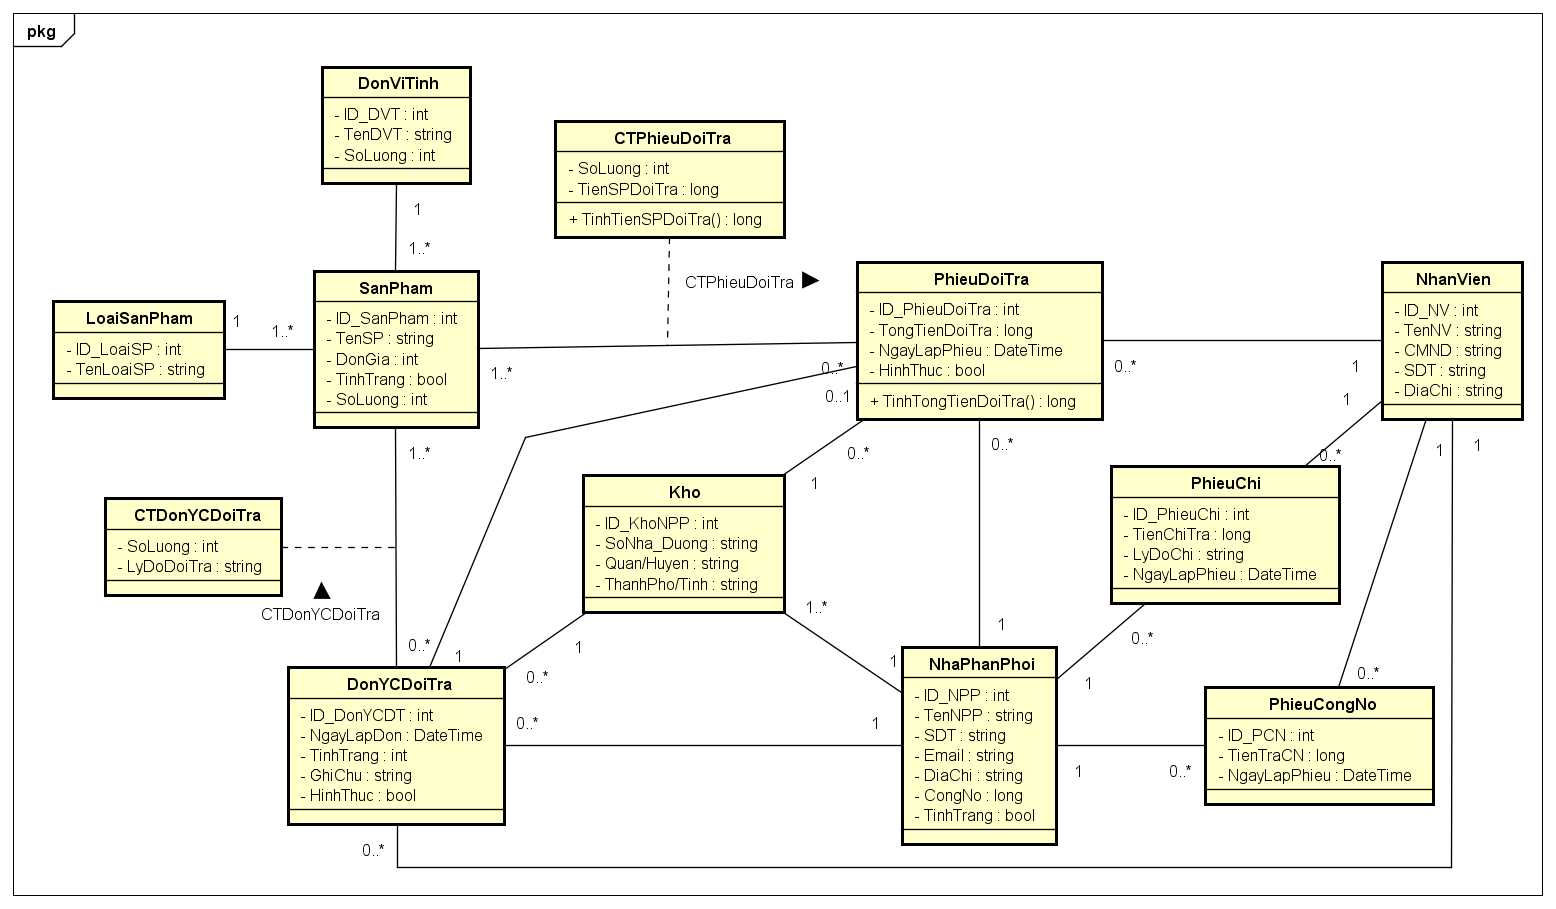 pkg
DonViTinh
- ID_DVT : int
- TenDVT : string
- SoLuong : int
1
1..*
CTPhieuDoiTra
- SoLuong : int
- TienSPDoiTra : long
+ TinhTienSPDoiTra() : long
CTPhieuDoiTra
LoaiSanPham
- ID_LoaiSP : int
- TenLoaiSP : string
1
1..*
SanPham
- ID_SanPham : int
- TenSP : string
- DonGia : int
- TinhTrang : bool
- SoLuong : int
1..*
0..*
0..1
1..*
PhieuDoiTra
- ID_PhieuDoiTra : int
- TongTienDoiTra : long
- NgayLapPhieu : DateTime
- HinhThuc : bool
+ TinhTongTienDoiTra() : long
0..*
1
NhanVien
- ID_NV : int
- TenNV : string
- CMND : string
- SDT : string
- DiaChi : string
1
0..*
1
1
0..*
1
0..*
CTDonYCDoiTra
- SoLuong : int
- LyDoDoiTra : string
CTDonYCDoiTra
Kho
- ID_KhoNPP : int
- SoNha_Duong : string
- Quan/Huyen : string
- ThanhPho/Tinh : string
PhieuChi
- ID_PhieuChi : int
- TienChiTra : long
- LyDoChi : string
- NgayLapPhieu : DateTime
0..*
1
1
0..*
1..*
1
1
0..*
1
0..*
DonYCDoiTra
- ID_DonYCDT : int
- NgayLapDon : DateTime
- TinhTrang : int
- GhiChu : string
- HinhThuc : bool
0..*
1
0..*
NhaPhanPhoi
- ID_NPP : int
- TenNPP : string
- SDT : string
- Email : string
- DiaChi : string
- CongNo : long
- TinhTrang : bool
1
0..*
PhieuCongNo
- ID_PCN : int
- TienTraCN : long
- NgayLapPhieu : DateTime